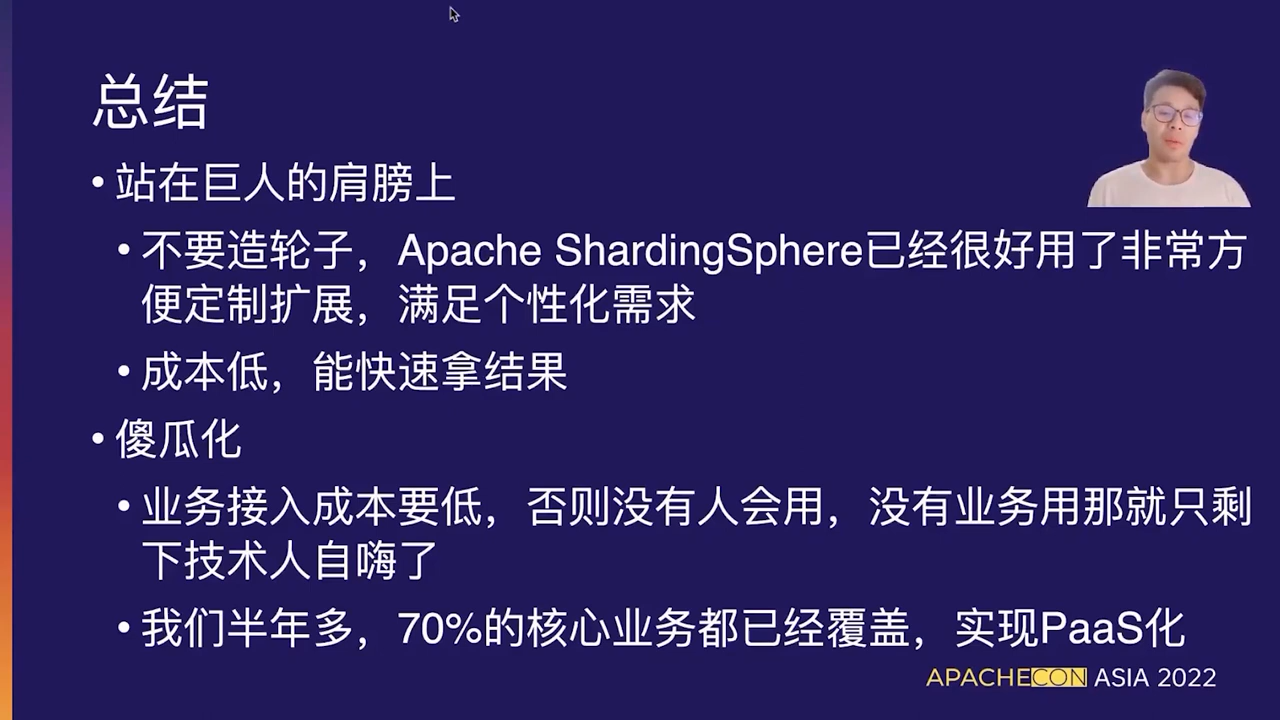 总结
• 站在巨人的肩膀上
• 不要造轮子，Apache ShardingSphere已经很好用了非常方
便定制扩展，满足个性化需求
• 成本低，能快速拿结果
• 傻瓜化
• 业务接入成本要低，否则没有人会用，没有业务用那就只剩
下技术人自嗨了
• 我们半年多，70%的核心业务都已经覆盖，实现PaaS化
APACHECON ASIA 2022